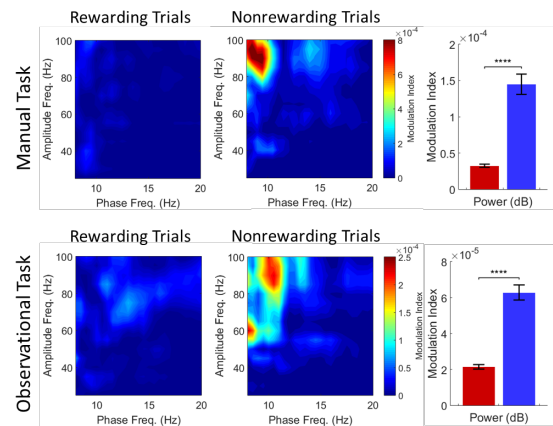 Rewarding Trials
Nonrewarding Trials
Manual Task
Amplitude Freq. (Hz)
100
80
60
40
10
15
20
Phase Freq. (Hz)
Amplitude Freq. (Hz)
100
80
60
40
10
15
20
Phase Freq. (Hz)
×10⁻⁴
8
6
4
2
0
Modulation Index
×10⁻⁴
2
1.5
1
0.5
0
Modulation Index
****
Power (dB)
Rewarding Trials
Nonrewarding Trials
Observational Task
Amplitude Freq. (Hz)
100
80
60
40
10
15
20
Phase Freq. (Hz)
Amplitude Freq. (Hz)
100
80
60
40
10
15
20
Phase Freq. (Hz)
×10⁻⁴
2.5
2
1.5
1
0.5
0
Modulation Index
×10⁻⁵
8
6
4
2
0
Modulation Index
****
Power (dB)